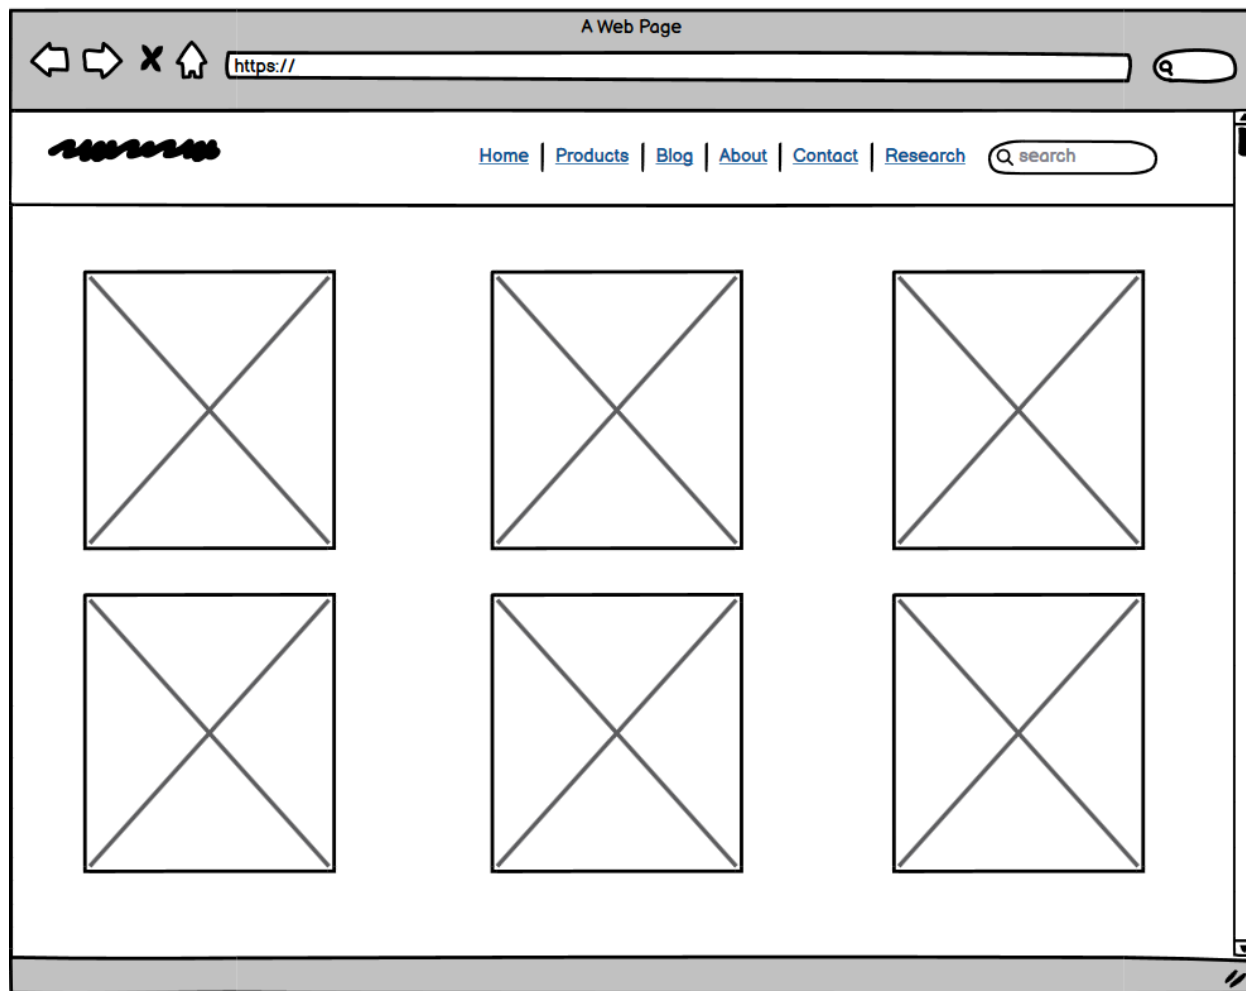 A Web Page
https://
Home | Products | Blog | About | Contact | Research search